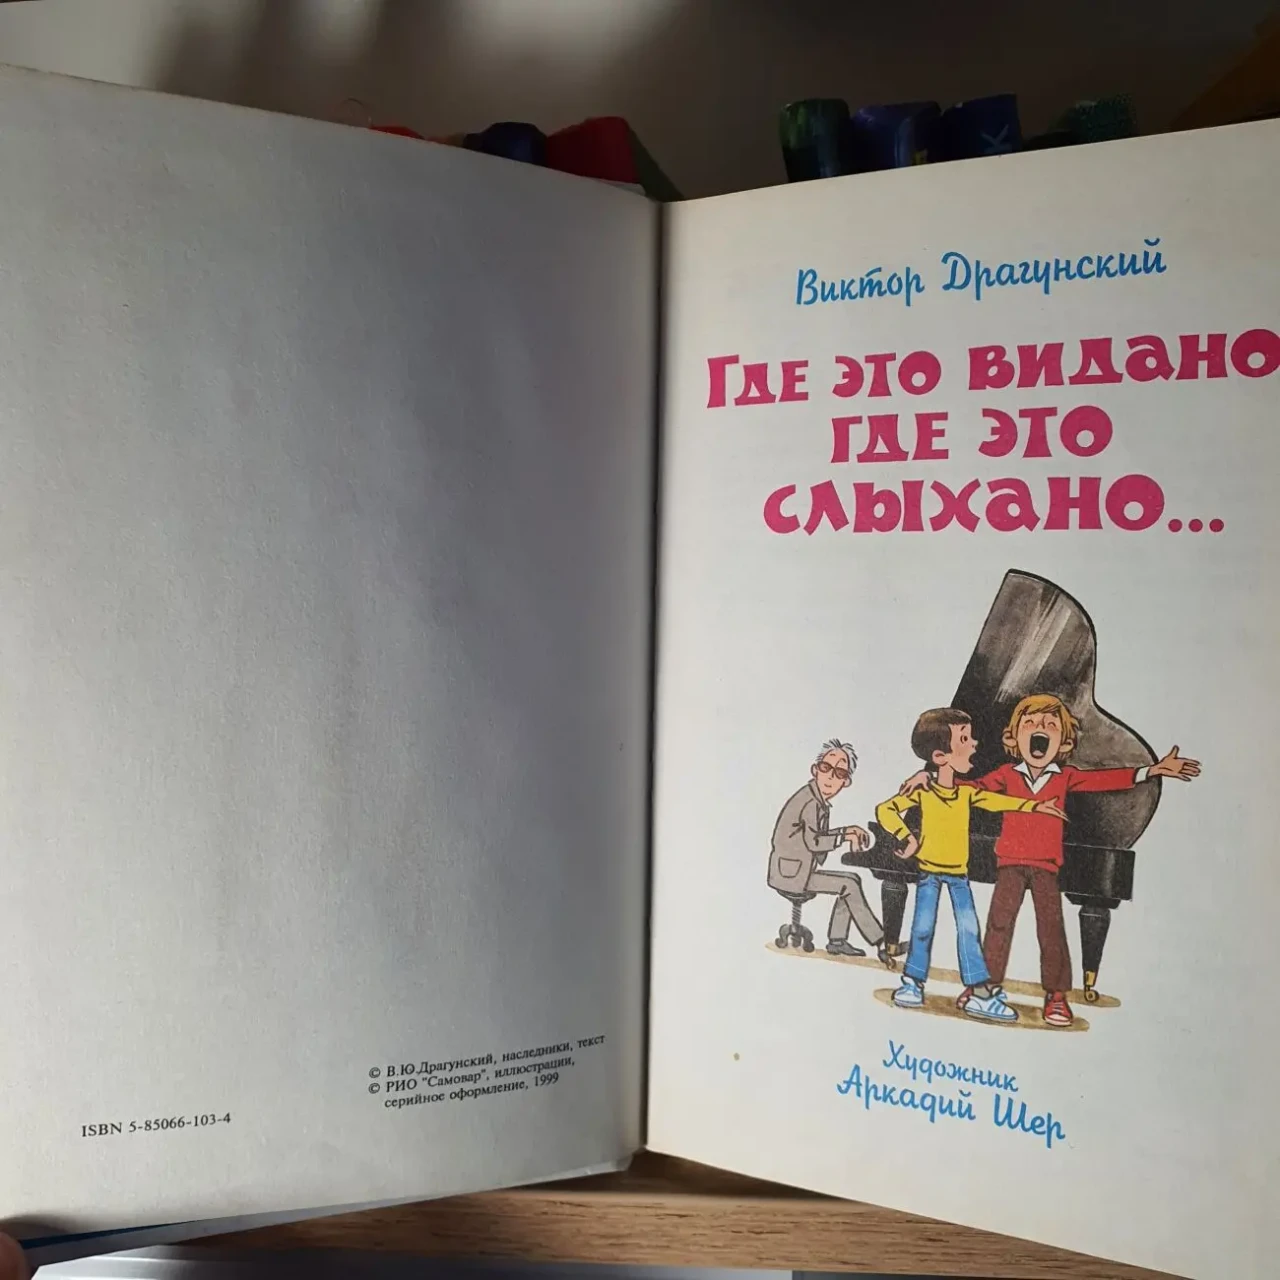 ISBN 5-85066-103-4
© В.Ю.Драгунский, наследники, текст
© РИО "Самовар", иллюстрации,
серийное оформление, 1999
Виктор Драгунский
Где это видано
где это
слыхано...
Художник
Аркадий Шер
К